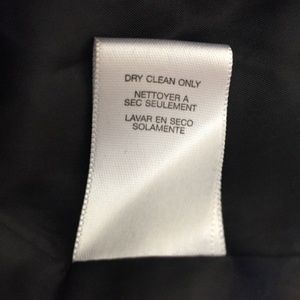 DRY CLEAN ONLY
NETTOYER A
SEC SEULEMENT
LAVAR EN SECO
SOLAMENTE